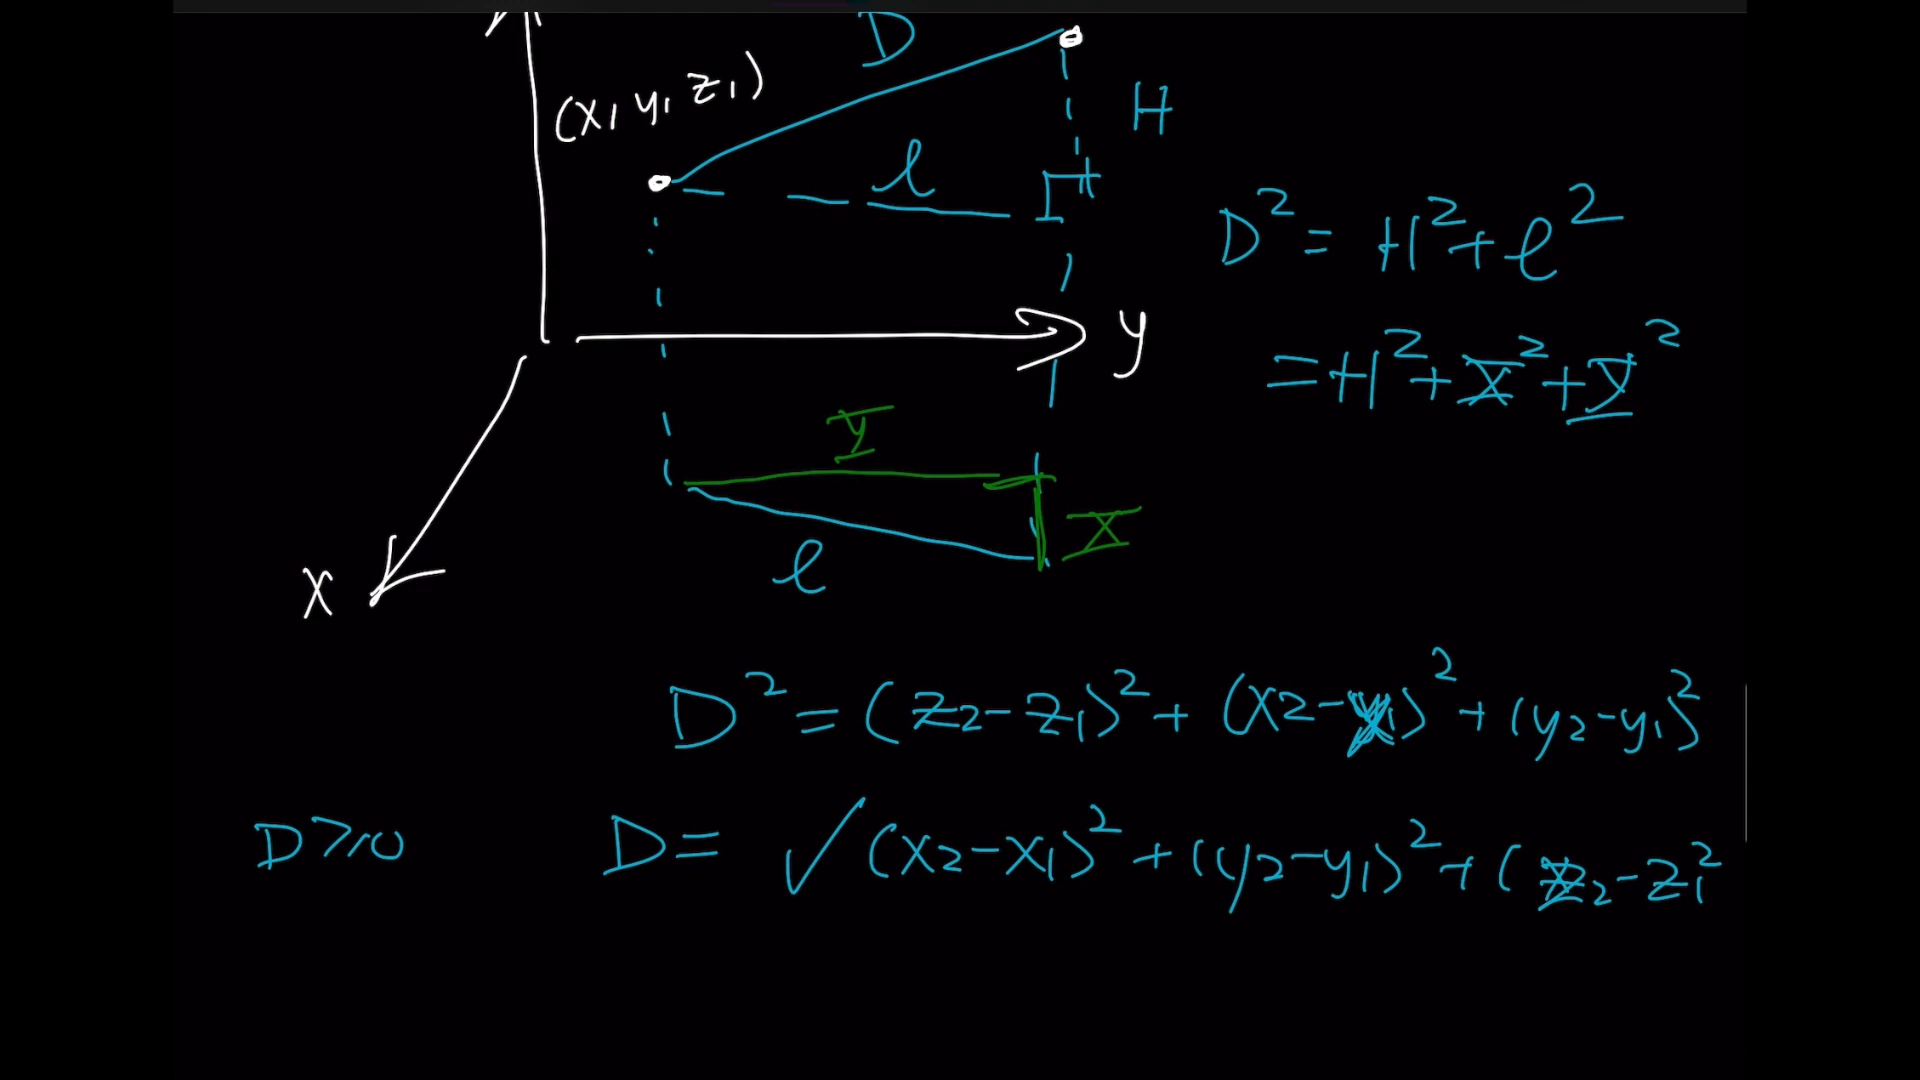 D
(x1 y1 z1)
H
l
D² = H² + l²
y
= H² + X² + Y²
Y
X
l
x
D² = (z2 - z1)² + (x2 - x1)² + (y2 - y1)²
D ≥ 0
D = √(x2 - x1)² + (y2 - y1)² + (z2 - z1²